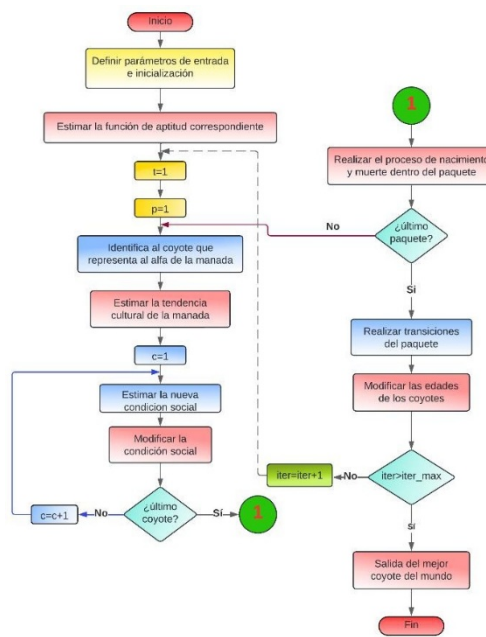 Inicio
Definir parámetros de entrada
e inicialización
Estimar la función de aptitud correspondiente
t=1
p=1
Identifica al coyote que
representa al alfa de la manada
Estimar la tendencia
cultural de la manada
c=1
Estimar la nueva
condicion social
Modificar la
condición social
¿último
coyote?
No
c=c+1
Sí
1
1
Realizar el proceso de nacimiento
y muerte dentro del paquete
¿último
paquete?
No
Sí
Realizar transiciones
del paquete
Modificar las edades
de los coyotes
iter>iter_max
No
iter=iter+1
sí
Salida del mejor
coyote del mundo
Fin